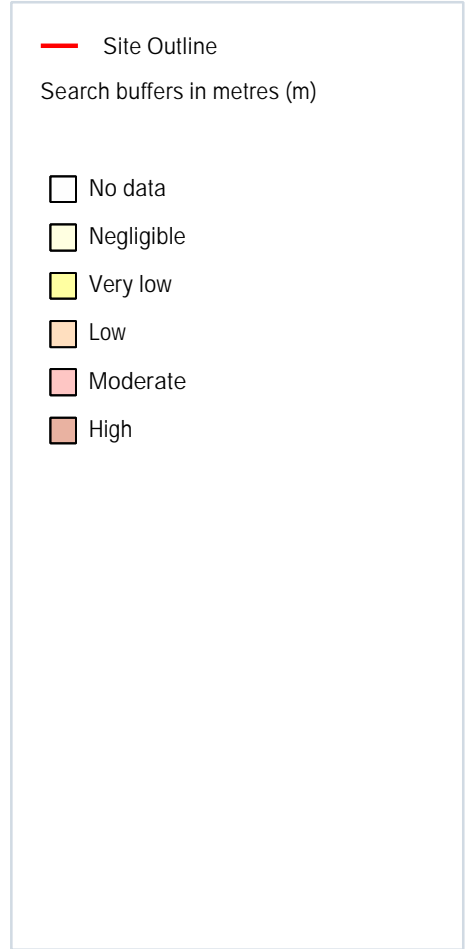 Site Outline
Search buffers in metres (m)
No data
Negligible
Very low
Low
Moderate
High